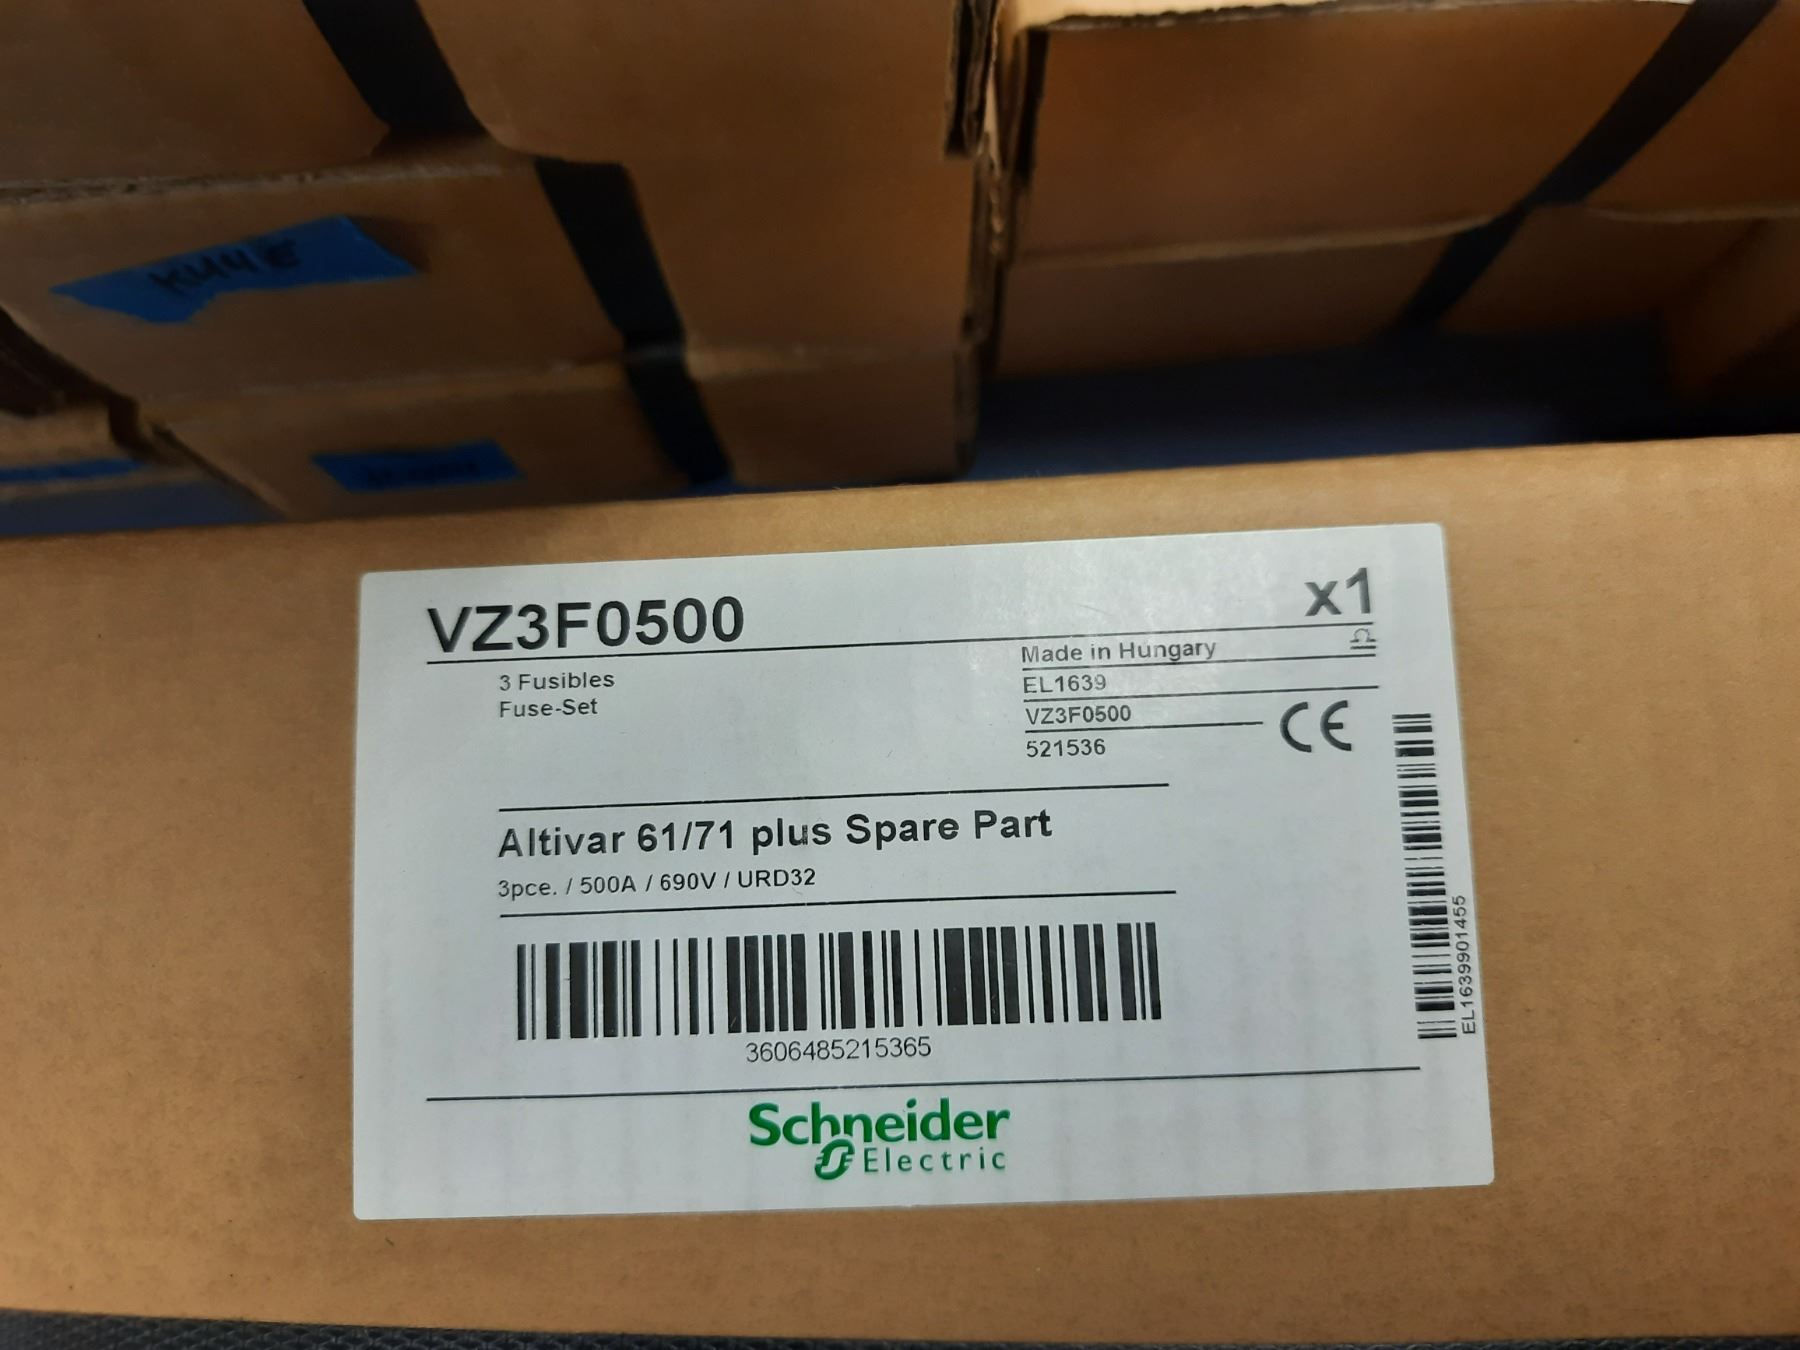 VZ3F0500
x1
3 Fusibles
Fuse-Set
Made in Hungary
EL1639
VZ3F0500
521536
CE
Altivar 61/71 plus Spare Part
3pce. / 500A / 690V / URD32
3606485215365
EL1639901455
Schneider
Electric